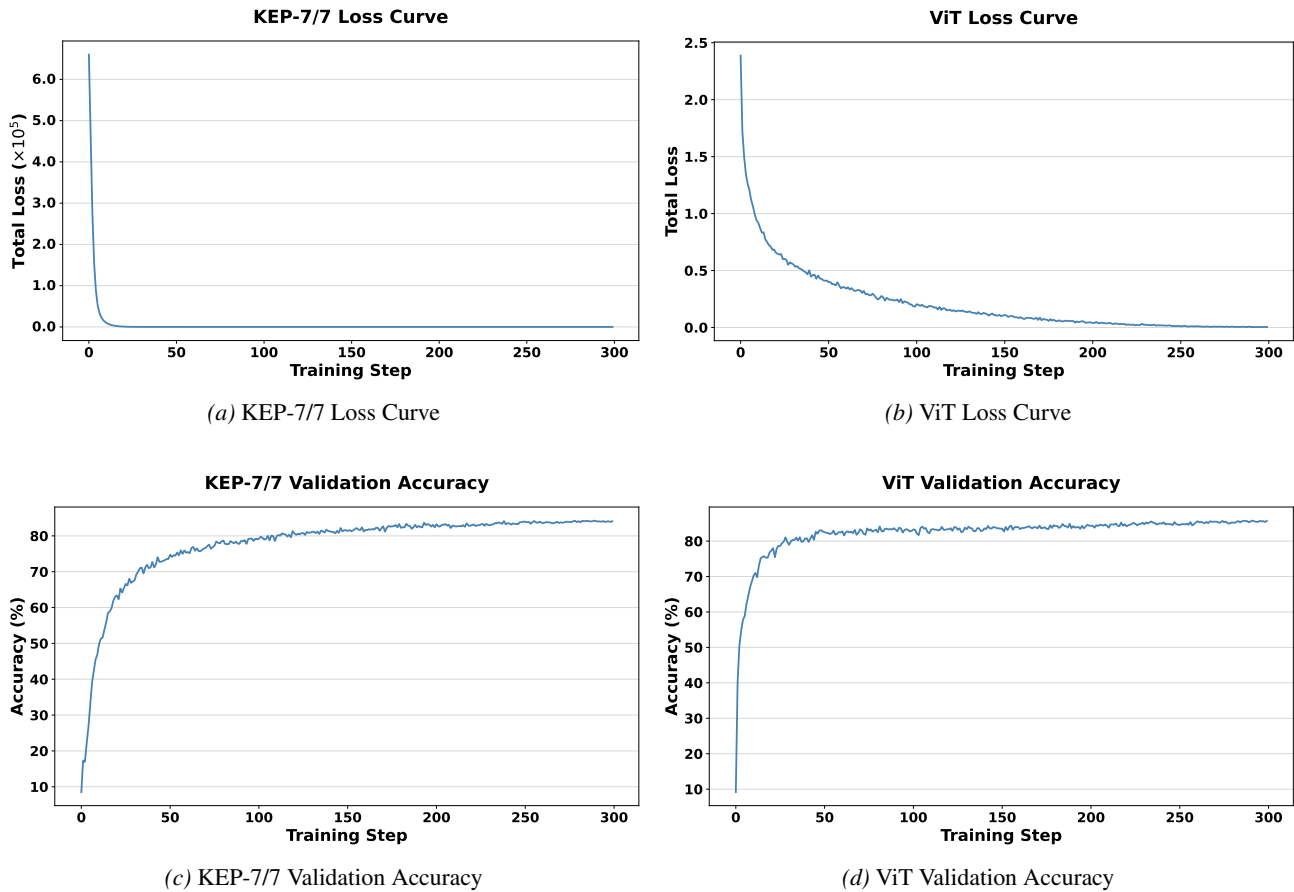 KEP-7/7 Loss Curve
Total Loss (×10⁵)
6.0
5.0
4.0
3.0
2.0
1.0
0.0
0 50 100 150 200 250 300
Training Step
(a) KEP-7/7 Loss Curve
ViT Loss Curve
Total Loss
2.5
2.0
1.5
1.0
0.5
0.0
0 50 100 150 200 250 300
Training Step
(b) ViT Loss Curve
KEP-7/7 Validation Accuracy
Accuracy (%)
80
70
60
50
40
30
20
10
0 50 100 150 200 250 300
Training Step
(c) KEP-7/7 Validation Accuracy
ViT Validation Accuracy
Accuracy (%)
80
70
60
50
40
30
20
10
0 50 100 150 200 250 300
Training Step
(d) ViT Validation Accuracy